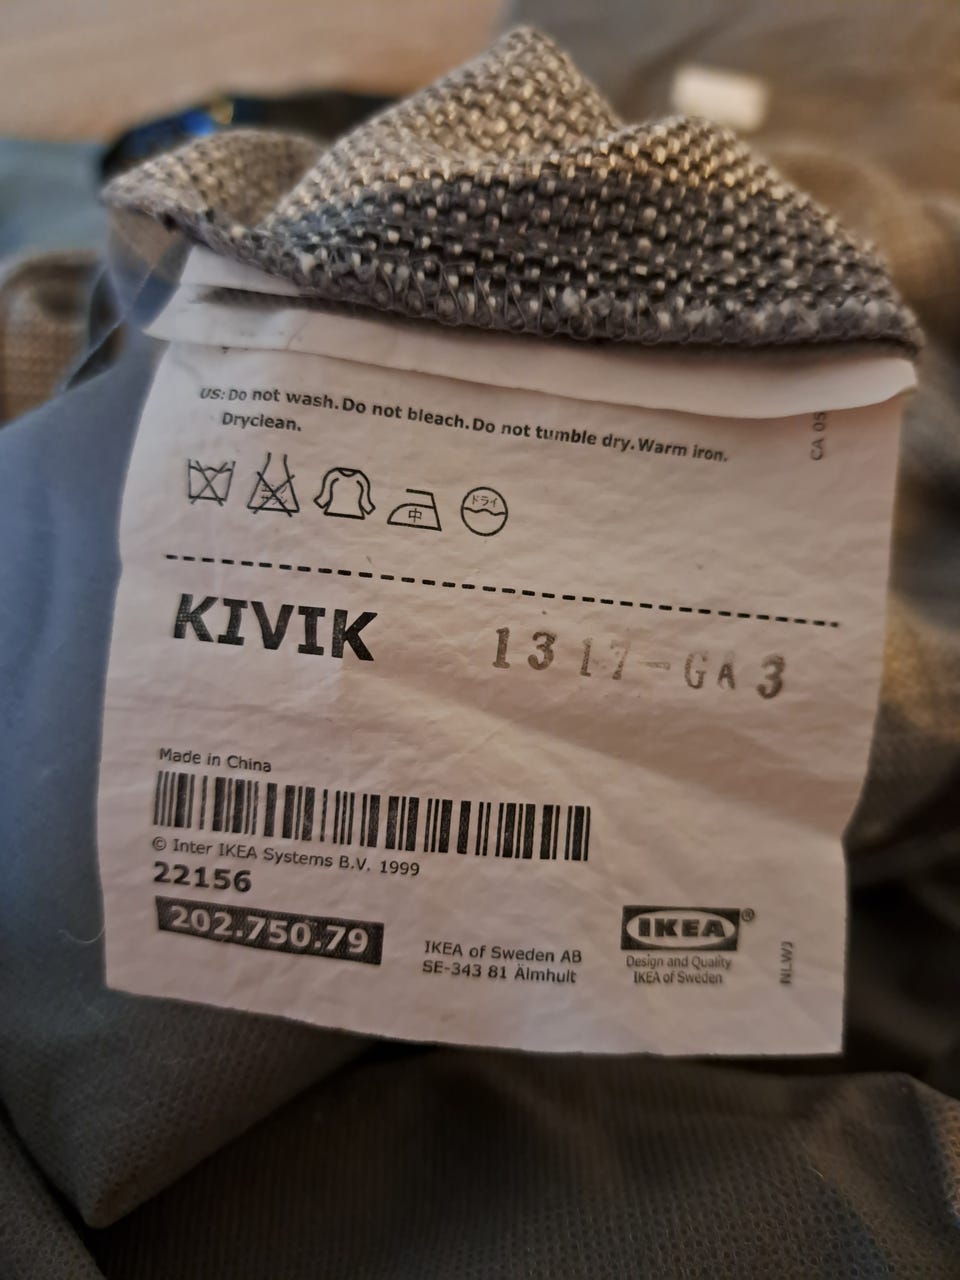 US: Do not wash. Do not bleach. Do not tumble dry. Warm iron.
Dryclean.
CA 05
中
ドライ
KIVIK
1317-GA 3
Made in China
© Inter IKEA Systems B.V. 1999
22156
202.750.79
IKEA of Sweden AB
SE-343 81 Älmhult
IKEA®
Design and Quality
IKEA of Sweden